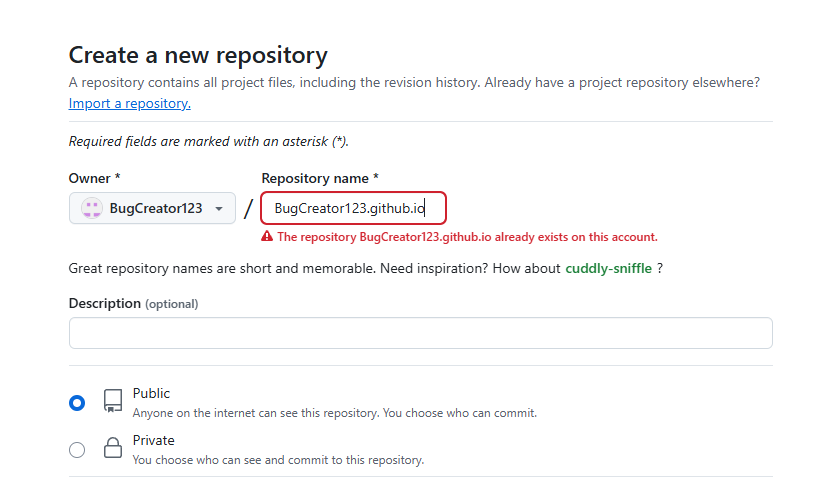 Create a new repository
A repository contains all project files, including the revision history. Already have a project repository elsewhere?
Import a repository.
Required fields are marked with an asterisk (*).
Owner * Repository name *
BugCreator123 / BugCreator123.github.io
The repository BugCreator123.github.io already exists on this account.
Great repository names are short and memorable. Need inspiration? How about cuddly-sniffle ?
Description (optional)
Public
Anyone on the internet can see this repository. You choose who can commit.
Private
You choose who can see and commit to this repository.